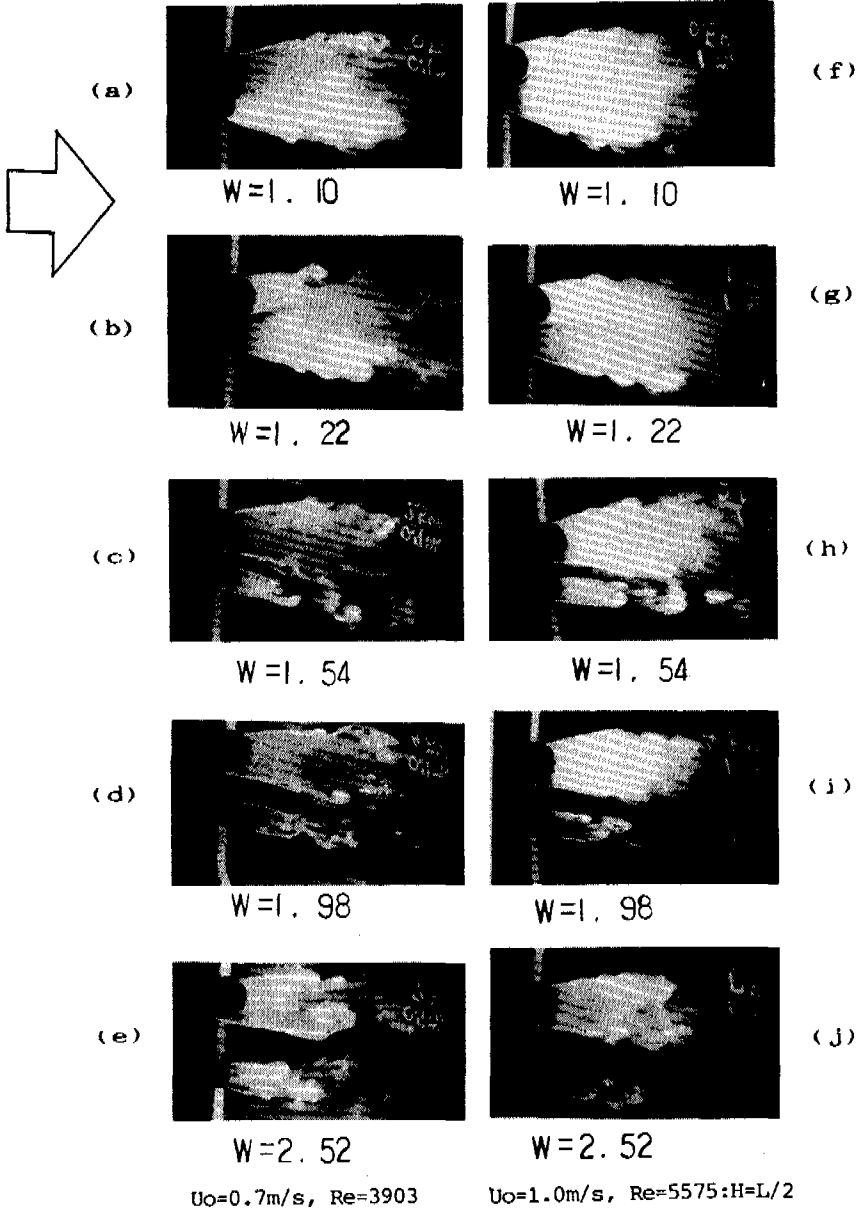 (a) (f)
W=1. 10 W=1. 10
(b) (g)
W=1. 22 W=1. 22
(c) (h)
W=1. 54 W=1. 54
(d) (i)
W=1. 98 W=1. 98
(e) (j)
W=2. 52 W=2. 52
Uo=0.7m/s, Re=3903 Uo=1.0m/s, Re=5575:H=L/2